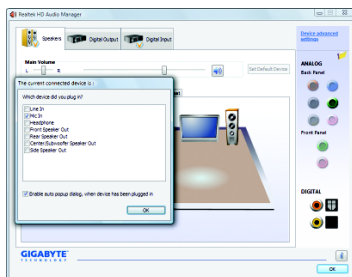 Realtek HD Audio Manager
Speakers
Digital Output
Digital Input
Device advanced settings
Main Volume
L
R
Set Default Device
ANALOG
Back Panel
The current connected device is :
Which device did you plug in?
Line In
Mic In
Headphone
Front Speaker Out
Rear Speaker Out
Center/Subwoofer Speaker Out
Side Speaker Out
Enable auto popup dialog, when device has been plugged in
OK
Front Panel
DIGITAL
GIGABYTE
TECHNOLOGY
OK